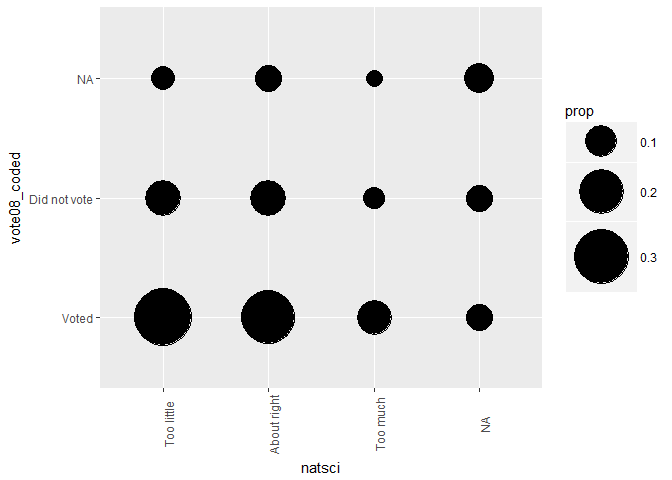 vote08_coded
NA
Did not vote
Voted
Too little
About right
Too much
NA
natsci
prop
0.1
0.2
0.3